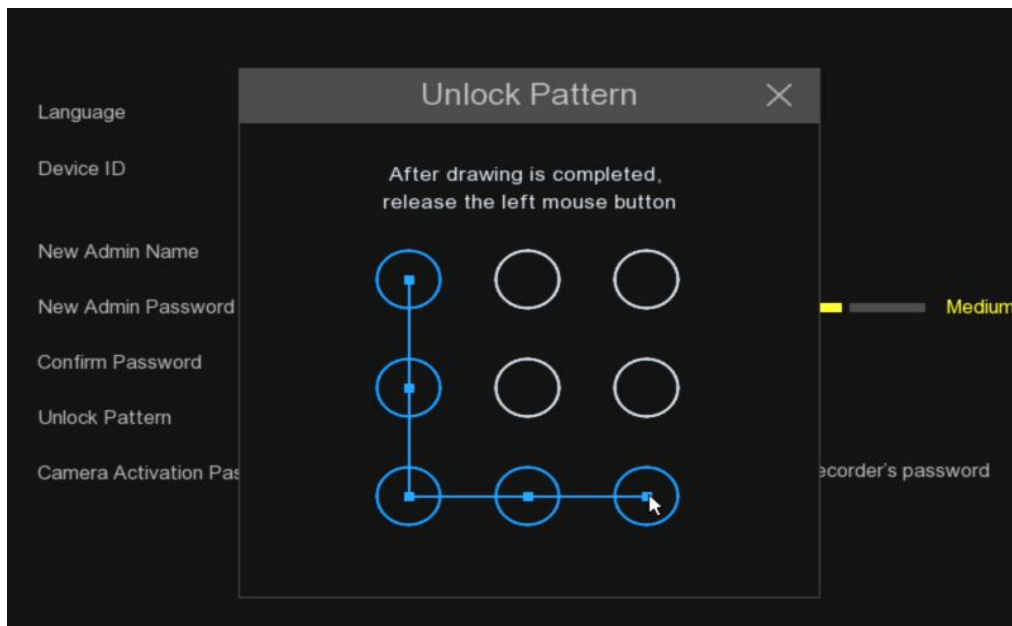 Unlock Pattern
Language
Device ID
After drawing is completed,
release the left mouse button
New Admin Name
New Admin Password
Medium
Confirm Password
Unlock Pattern
Camera Activation Pas
ecorder's password